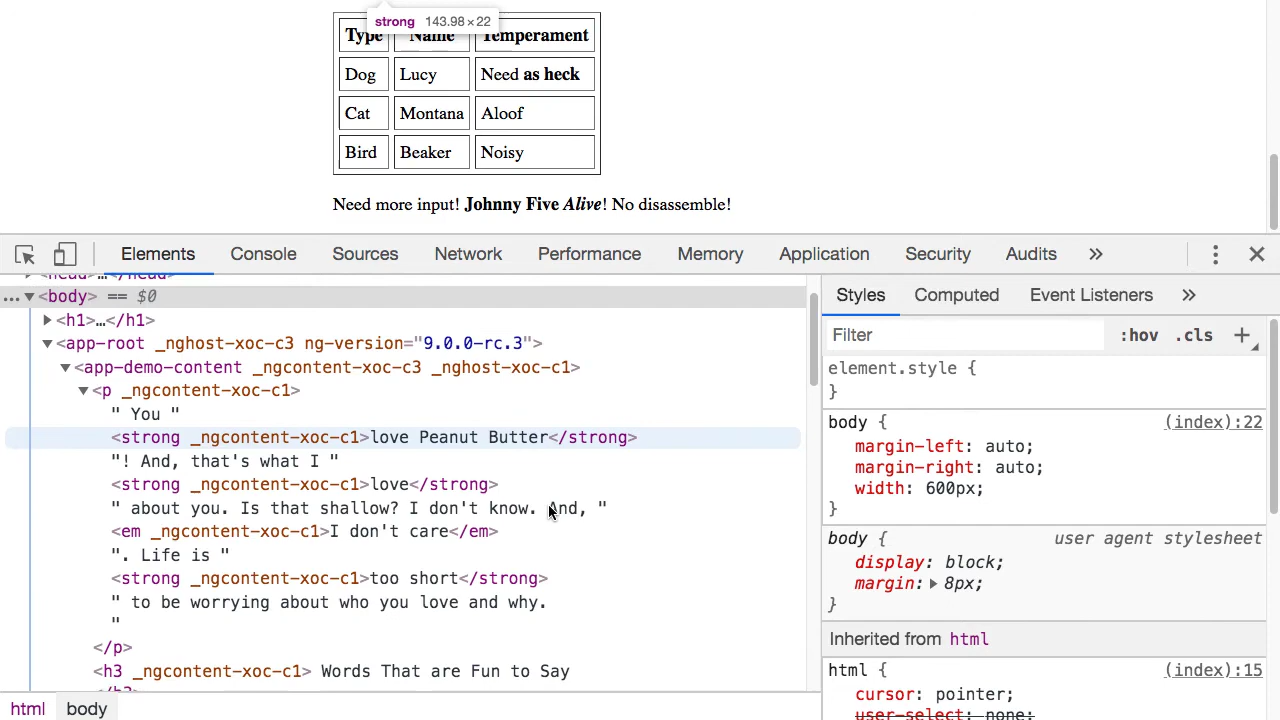 strong 143.98 × 22
Type Name Temperament
Dog Lucy Need as heck
Cat Montana Aloof
Bird Beaker Noisy
Need more input! Johnny Five Alive! No disassemble!
Elements Console Sources Network Performance Memory Application Security Audits »
<head>…</head>
… ▼<body> == $0
▶<h1>…</h1>
▼<app-root _nghost-xoc-c3 ng-version="9.0.0-rc.3">
▼<app-demo-content _ngcontent-xoc-c3 _nghost-xoc-c1>
▼<p _ngcontent-xoc-c1>
" You "
<strong _ngcontent-xoc-c1>love Peanut Butter</strong>
"! And, that's what I "
<strong _ngcontent-xoc-c1>love</strong>
" about you. Is that shallow? I don't know. And, "
<em _ngcontent-xoc-c1>I don't care</em>
". Life is "
<strong _ngcontent-xoc-c1>too short</strong>
" to be worrying about who you love and why.
"
</p>
<h3 _ngcontent-xoc-c1> Words That are Fun to Say
</h3>
html body
Styles Computed Event Listeners »
Filter :hov .cls +
element.style {
}
body { (index):22
margin-left: auto;
margin-right: auto;
width: 600px;
}
body { user agent stylesheet
display: block;
margin: ▶ 8px;
}
Inherited from html
html { (index):15
cursor: pointer;
user-select: none;